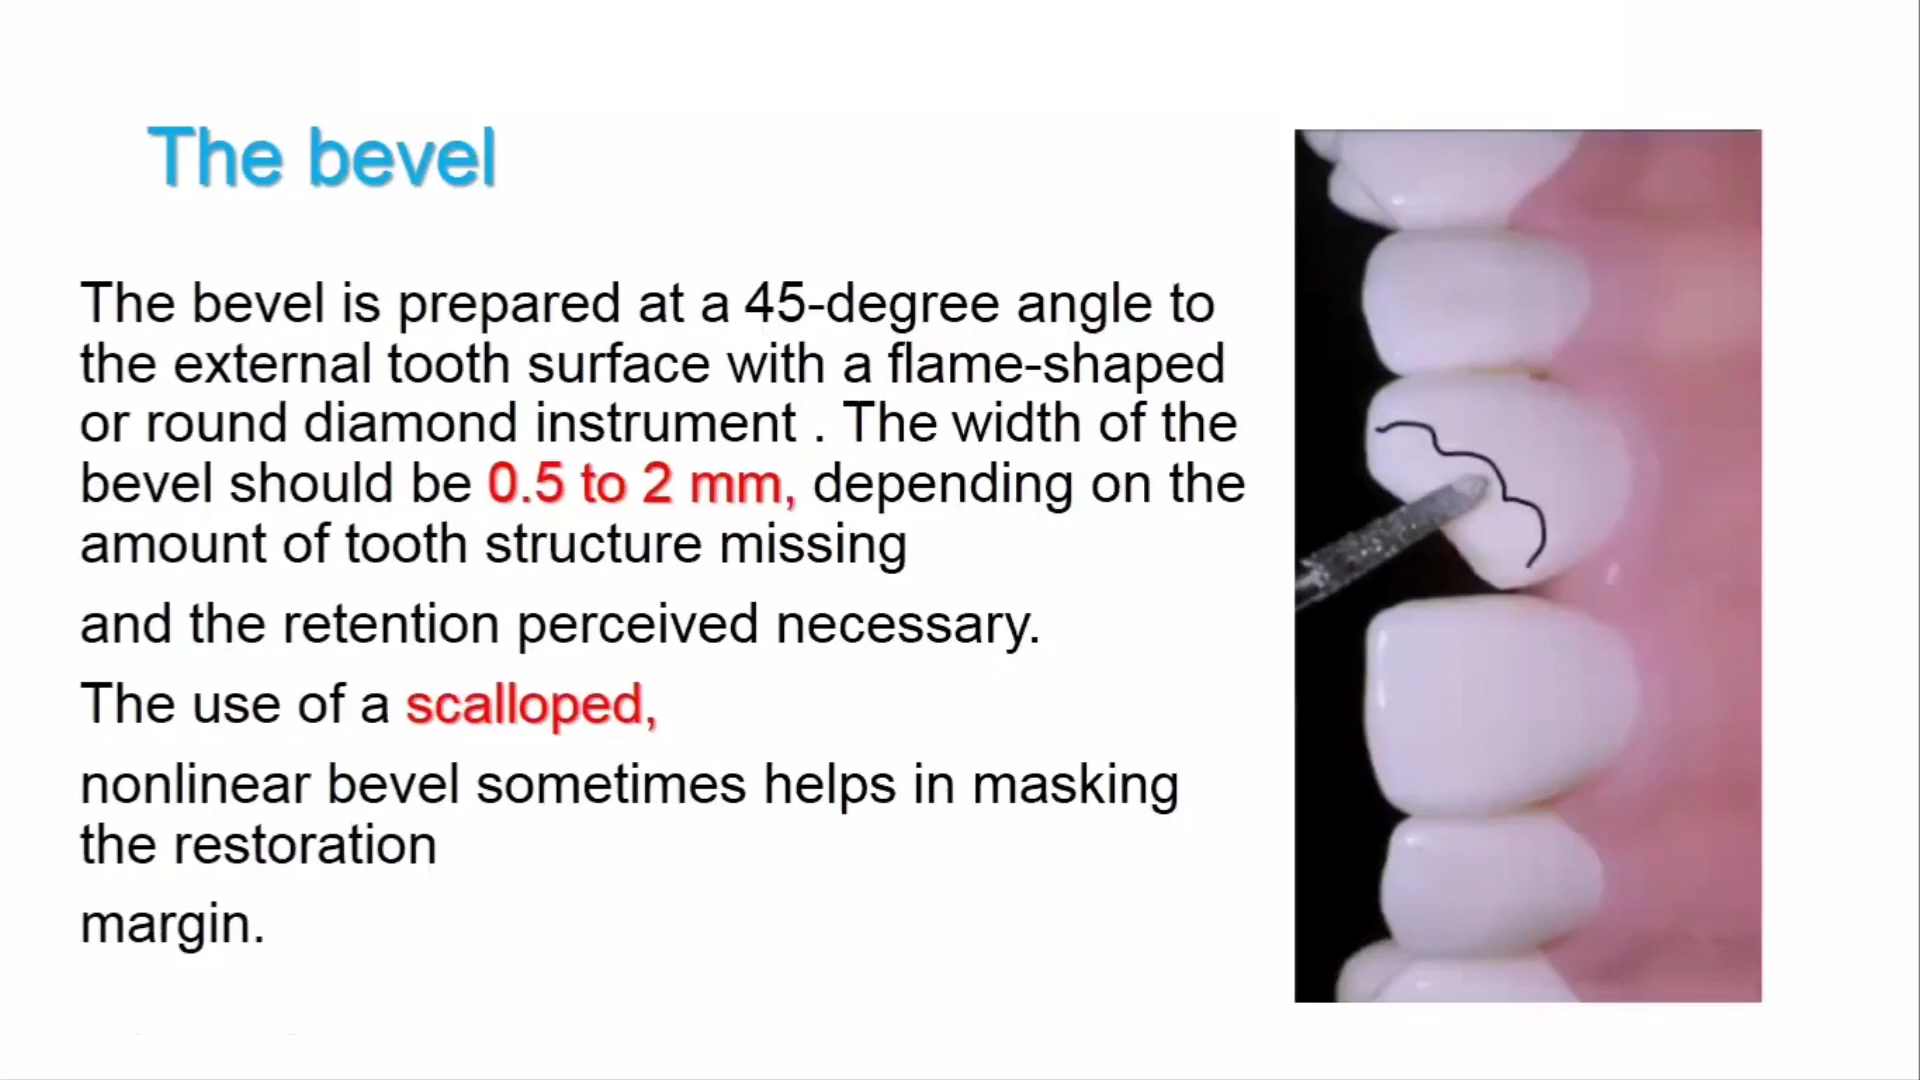 The bevel
The bevel is prepared at a 45-degree angle to
the external tooth surface with a flame-shaped
or round diamond instrument . The width of the
bevel should be 0.5 to 2 mm, depending on the
amount of tooth structure missing
and the retention perceived necessary.
The use of a scalloped,
nonlinear bevel sometimes helps in masking
the restoration
margin.